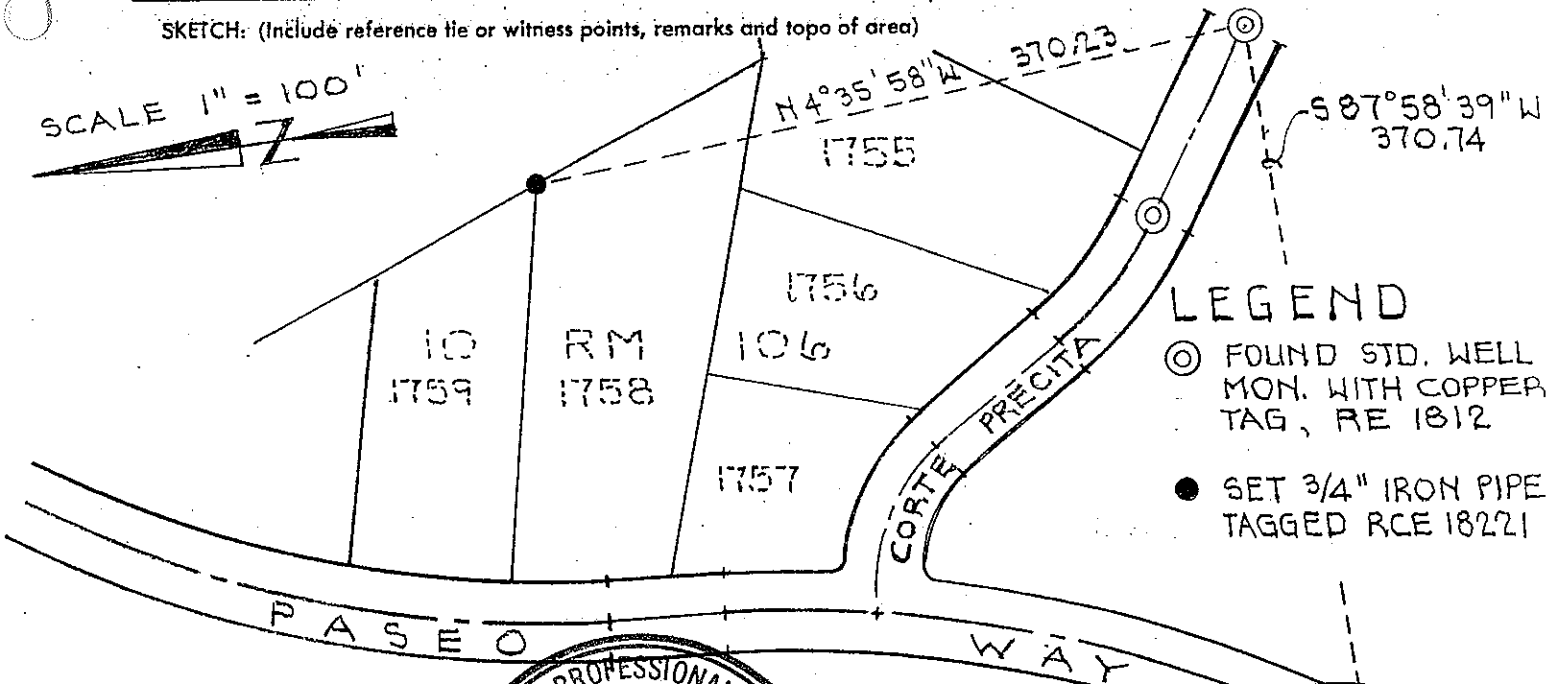 SKETCH: (Include reference tie or witness points, remarks and topo of area)
SCALE 1" = 100'
Z
N 4°35'58" W 370.23
S 87°58'39" W
370.74
1755
1756
10 RM 106
1759 1758
1757
CORTE PRECITA
PASEO WAY
LEGEND
FOUND STD. WELL
MON. WITH COPPER
TAG, RE 1812
SET 3/4" IRON PIPE
TAGGED RCE 18221
PROFESSIONAL